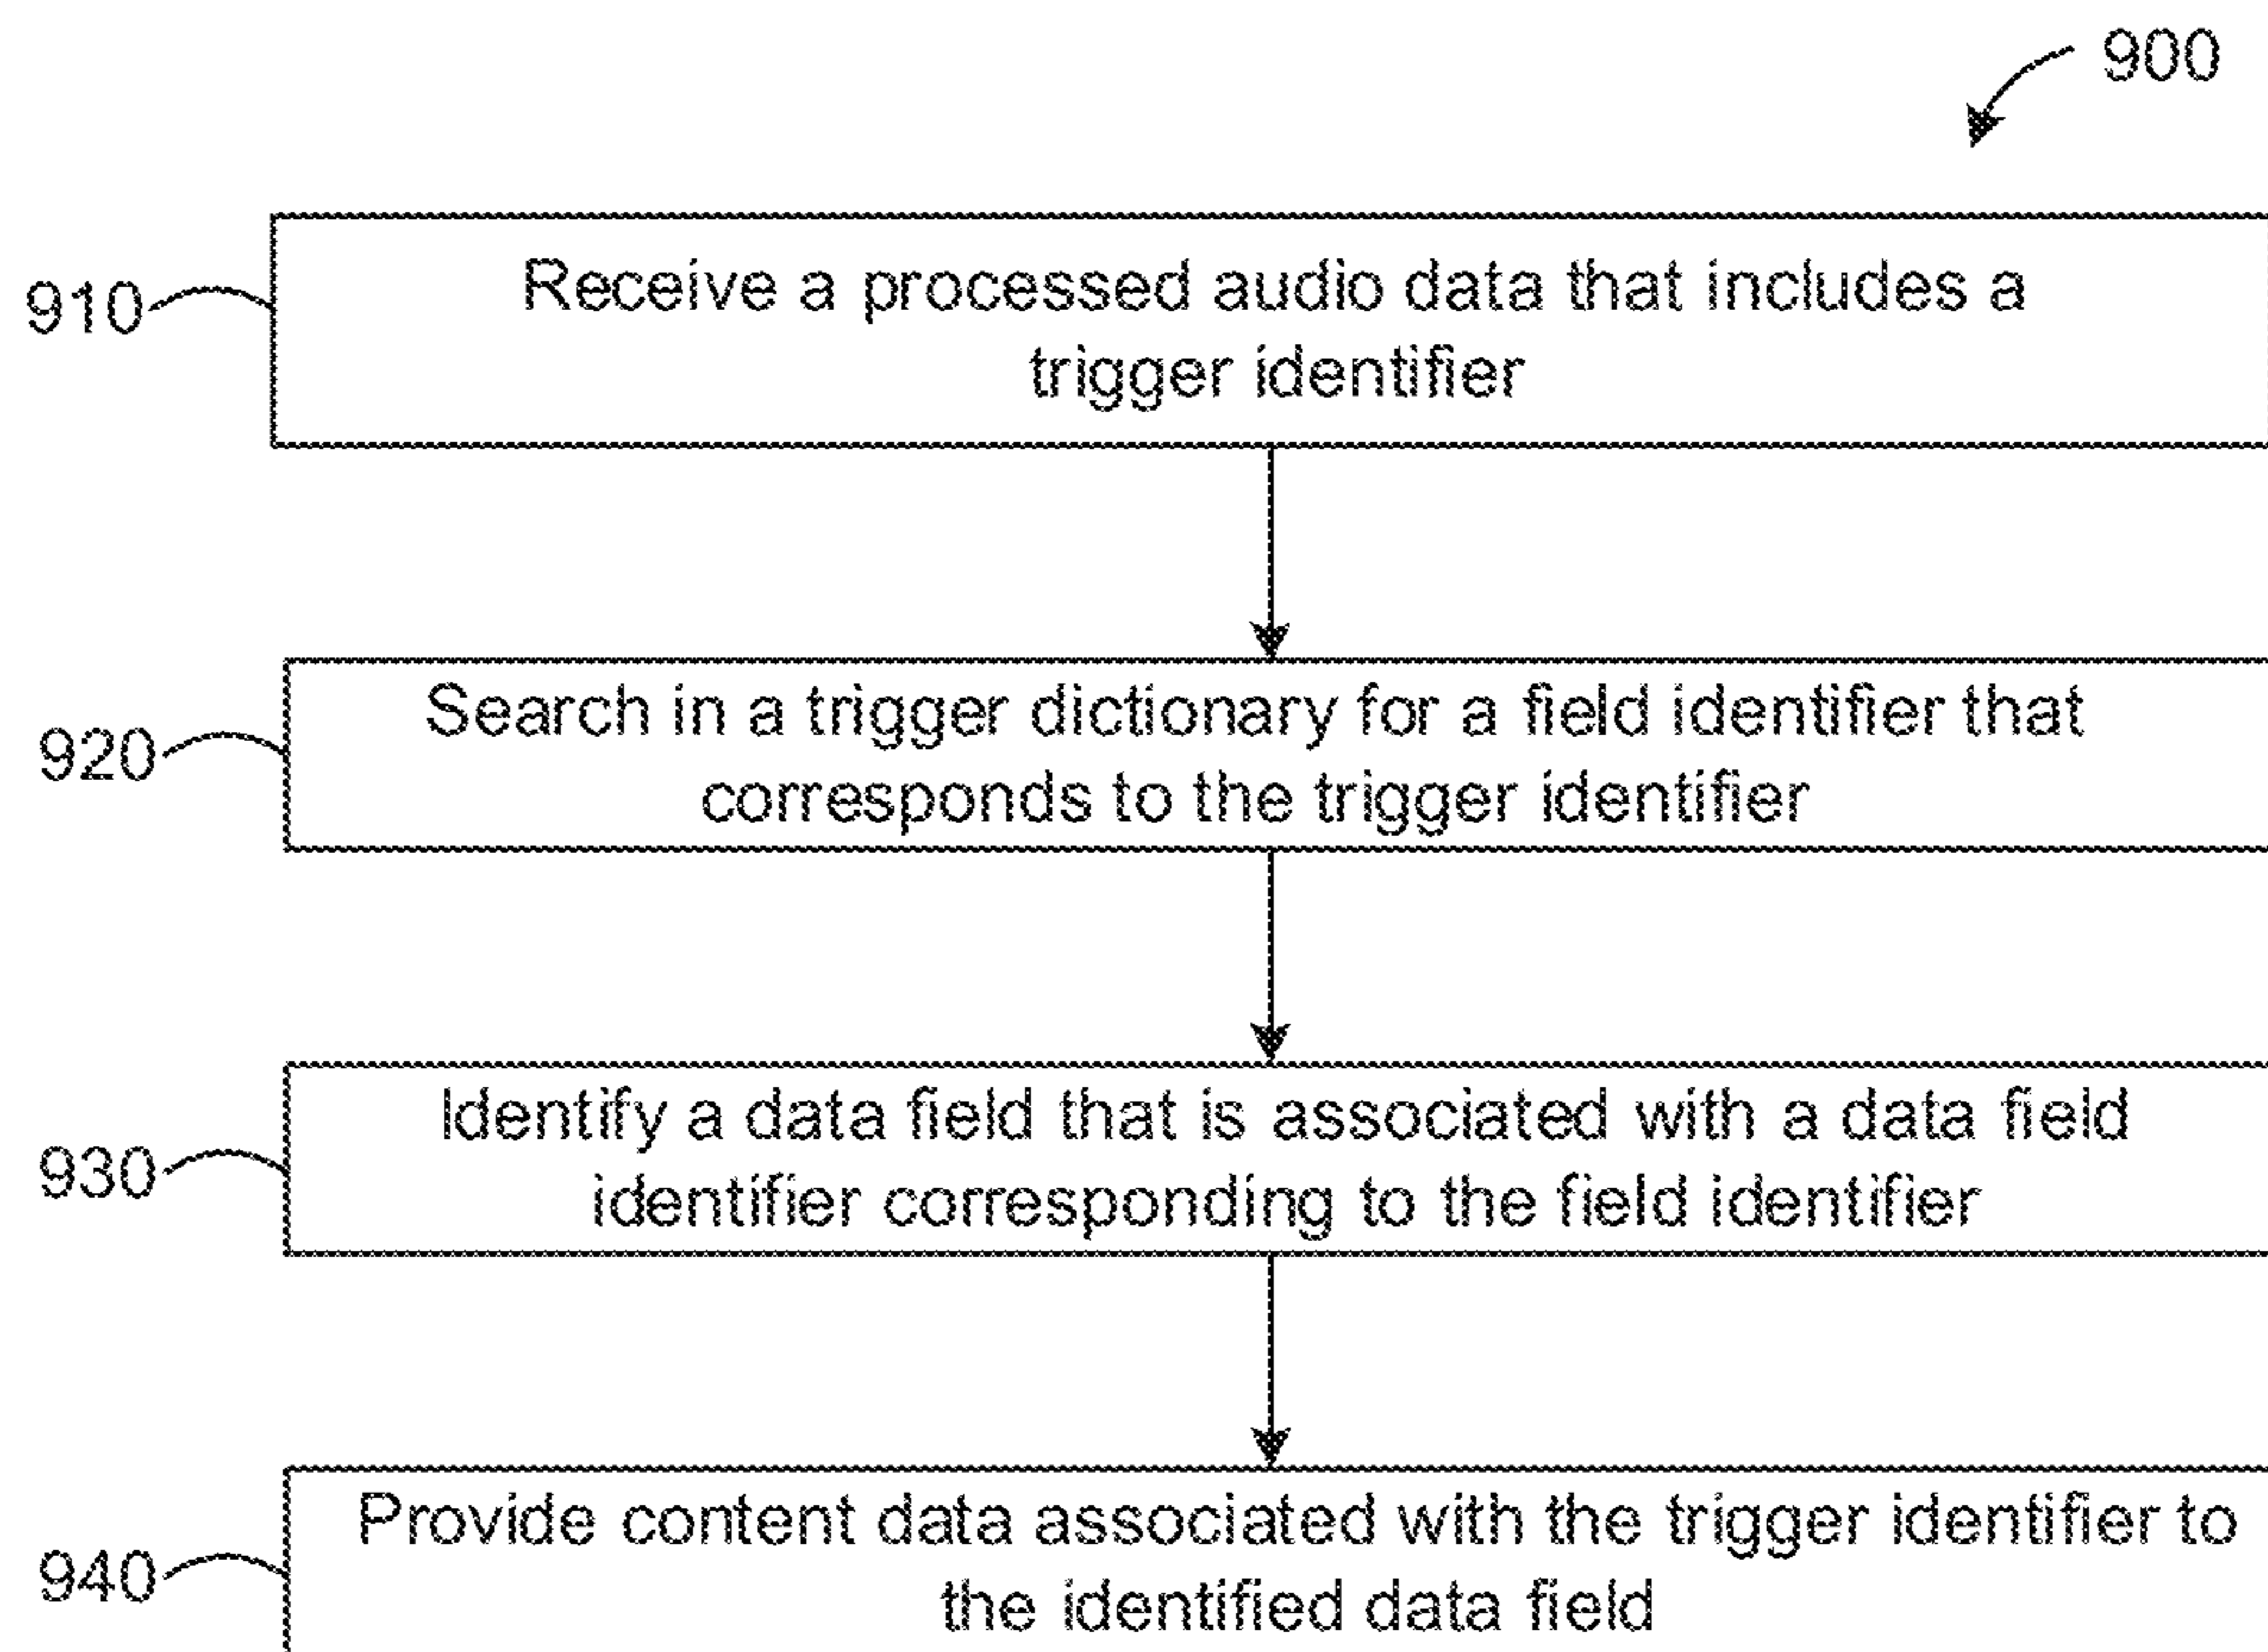 900
910
Receive a processed audio data that includes a
trigger identifier
920
Search in a trigger dictionary for a field identifier that
corresponds to the trigger identifier
930
Identify a data field that is associated with a data field
identifier corresponding to the field identifier
940
Provide content data associated with the trigger identifier to
the identified data field